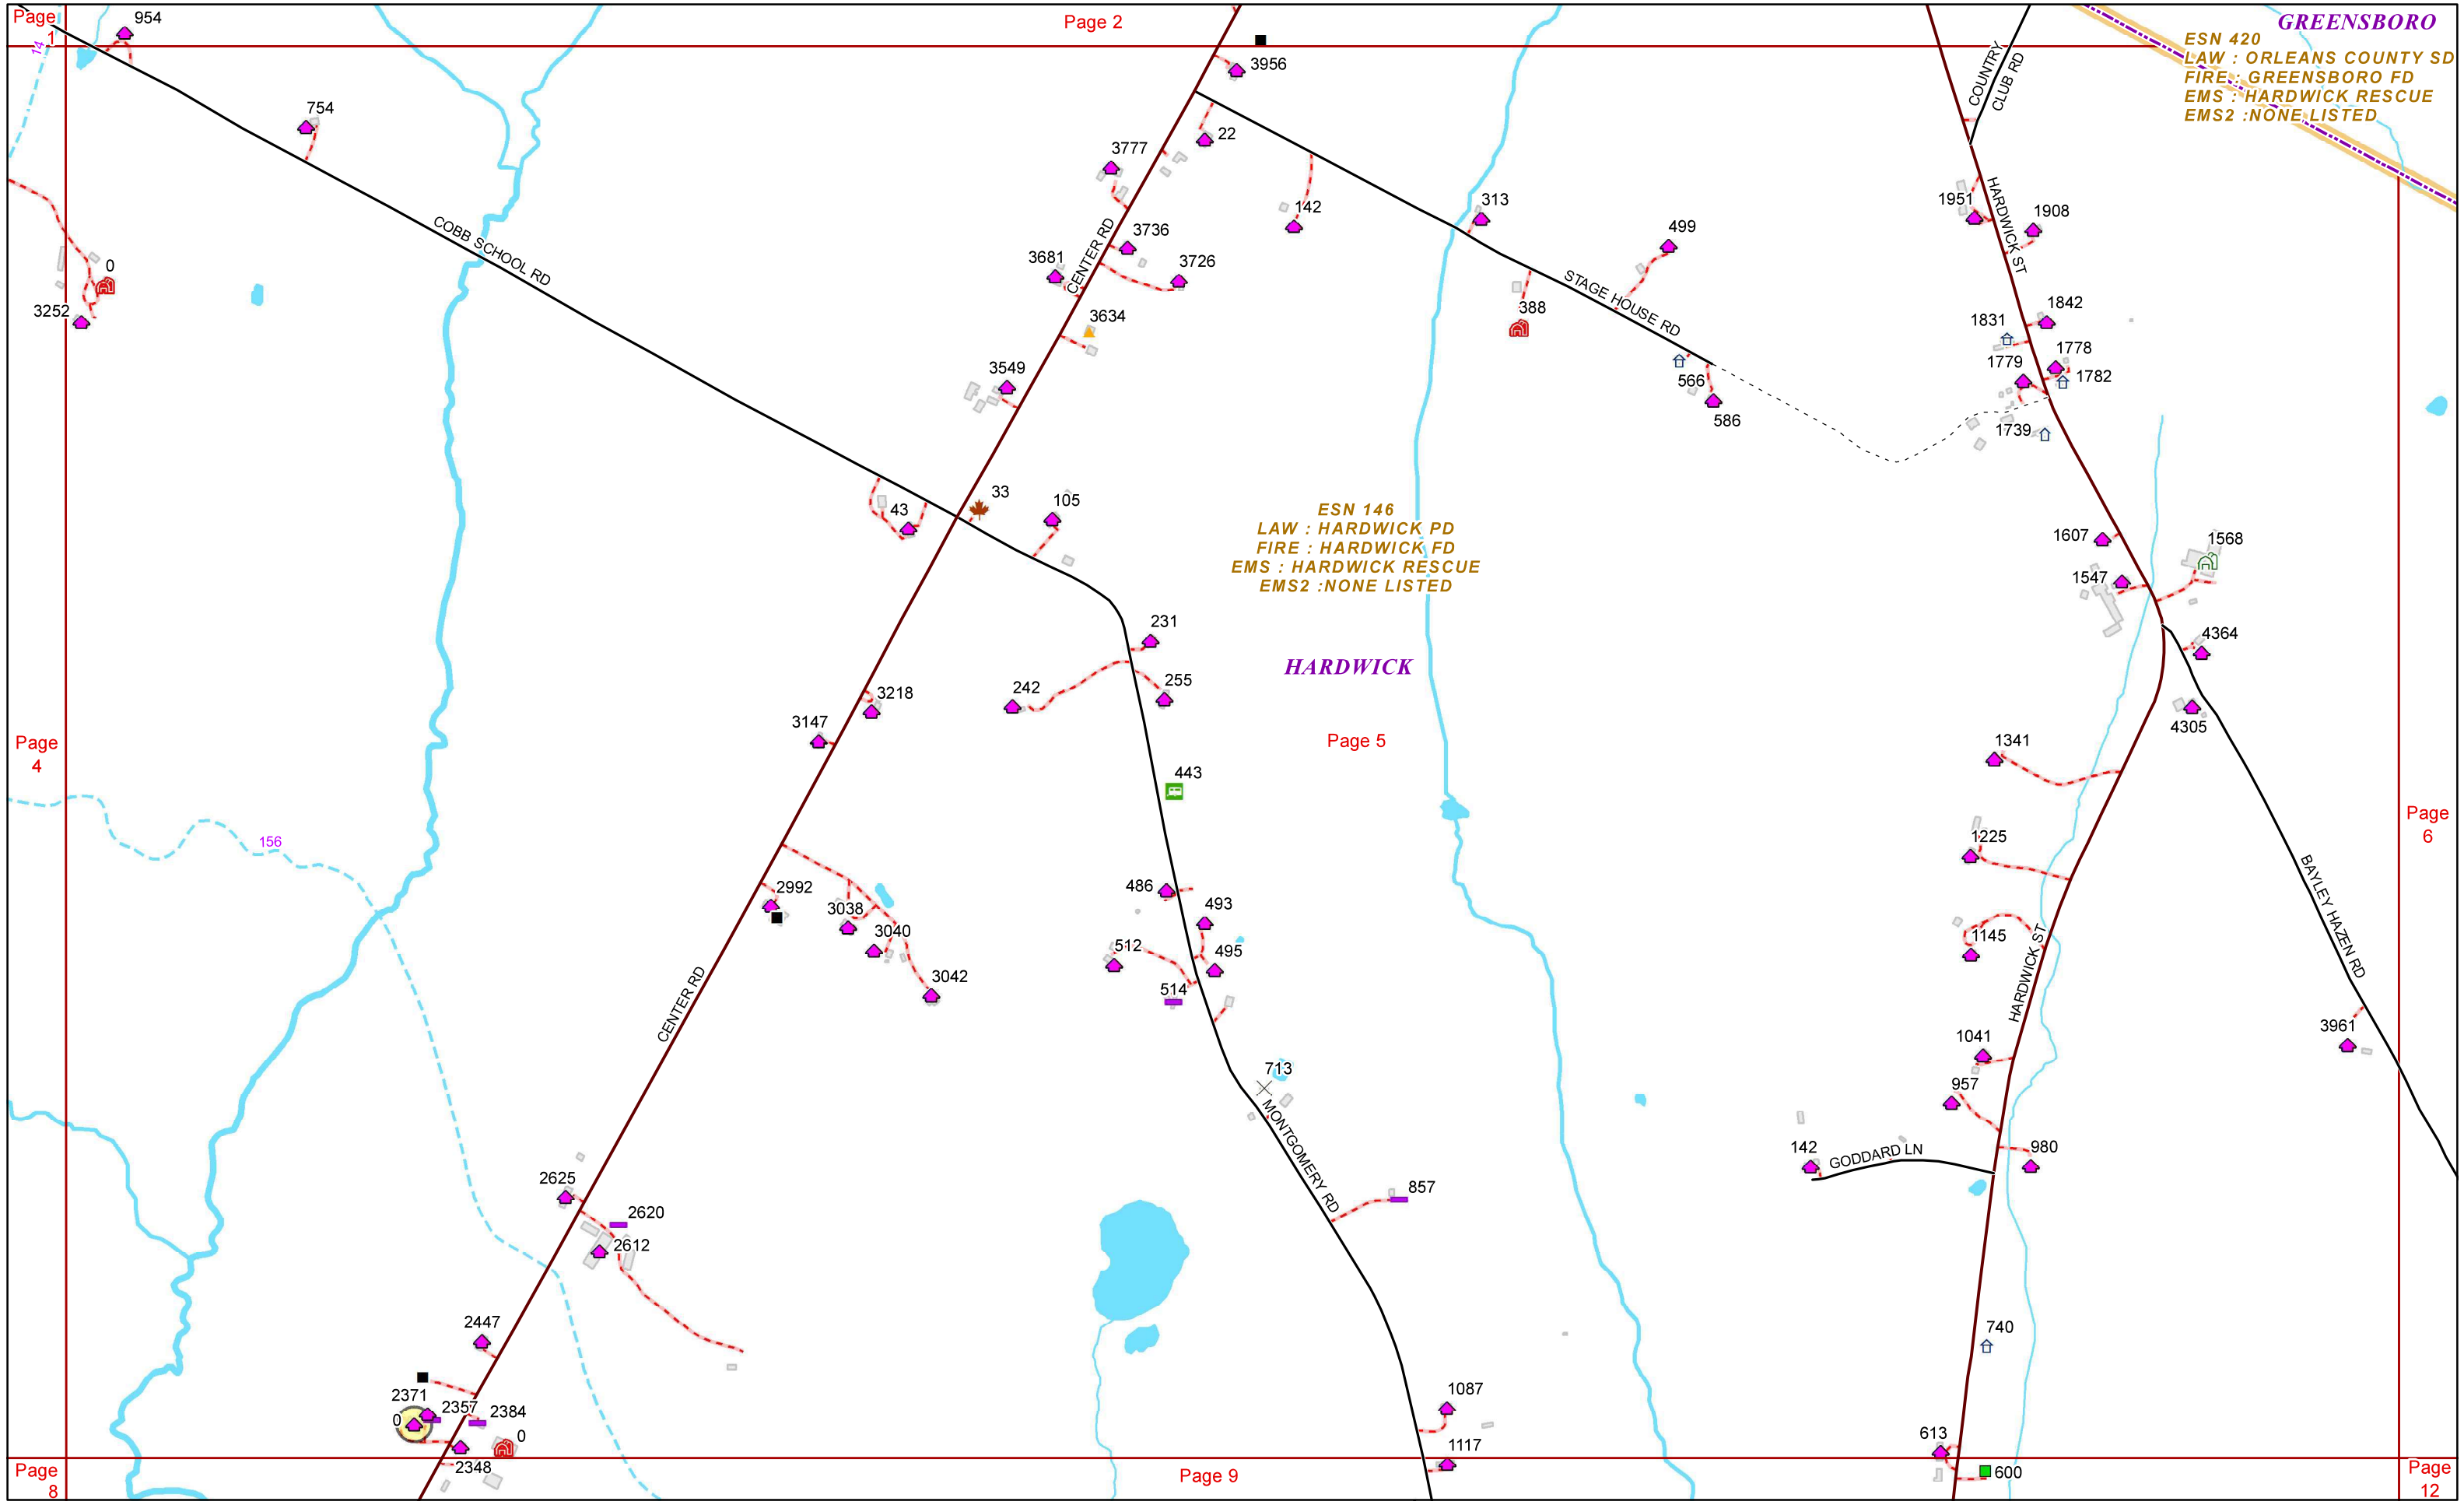 Page
1
954
Page 2
GREENSBORO
ESN 420
LAW : ORLEANS COUNTY SD
FIRE : GREENSBORO FD
EMS : HARDWICK RESCUE
EMS2 :NONE LISTED
14
3956
COUNTRY
CLUB RD
754
22
3777
142
313
499
1951
HARDWICK ST
1908
COBB SCHOOL RD
CENTER RD
3736
3681
3726
0
3252
STAGE HOUSE RD
388
3634
1842
1831
1778
1779
1782
3549
566
586
1739
43
33
105
ESN 146
LAW : HARDWICK PD
FIRE : HARDWICK FD
EMS : HARDWICK RESCUE
EMS2 :NONE LISTED
1607
1568
1547
231
4364
HARDWICK
242
255
3218
3147
4305
Page
4
Page 5
1341
443
156
Page
6
1225
BAYLEY HAZEN RD
2992
3038
3040
3042
486
493
512
495
514
1145
HARDWICK ST
CENTER RD
1041
3961
713
957
MONTGOMERY RD
142
GODDARD LN
980
2625
857
2620
2612
2447
740
2371
0
2357
2384
0
2348
1087
1117
613
600
Page
8
Page 9
Page
12